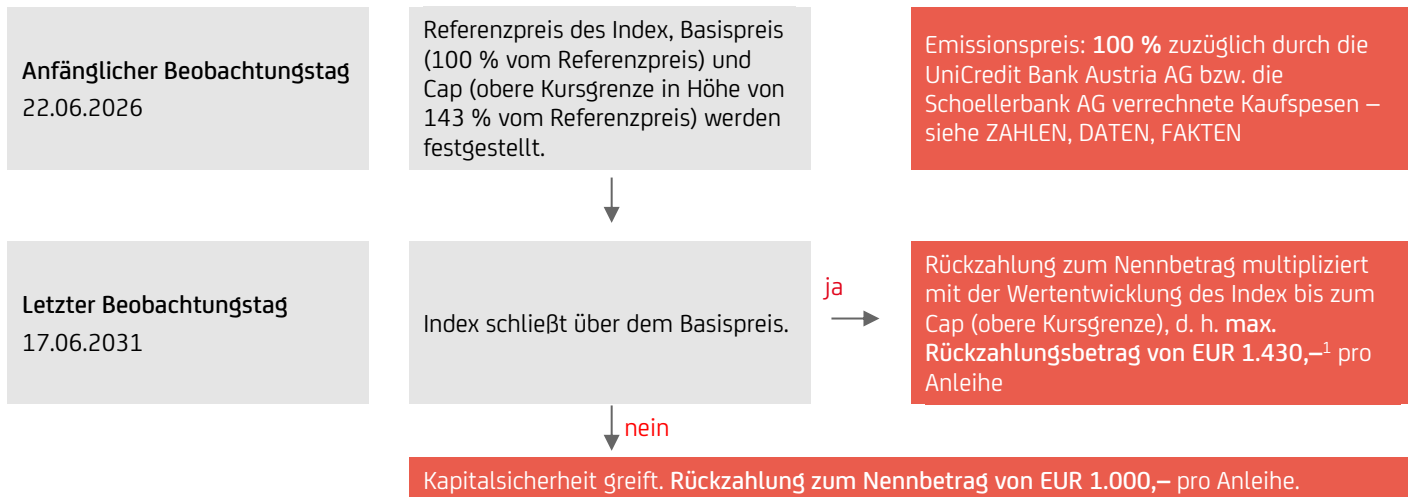 Anfänglicher Beobachtungstag
22.06.2026
Referenzpreis des Index, Basispreis
(100 % vom Referenzpreis) und
Cap (obere Kursgrenze in Höhe von
143 % vom Referenzpreis) werden
festgestellt.
Emissionspreis: 100 % zuzüglich durch die
UniCredit Bank Austria AG bzw. die
Schoellerbank AG verrechnete Kaufspesen –
siehe ZAHLEN, DATEN, FAKTEN
Letzter Beobachtungstag
17.06.2031
Index schließt über dem Basispreis.
ja
Rückzahlung zum Nennbetrag multipliziert
mit der Wertentwicklung des Index bis zum
Cap (obere Kursgrenze), d. h. max.
Rückzahlungsbetrag von EUR 1.430,–¹ pro
Anleihe
nein
Kapitalsicherheit greift. Rückzahlung zum Nennbetrag von EUR 1.000,– pro Anleihe.